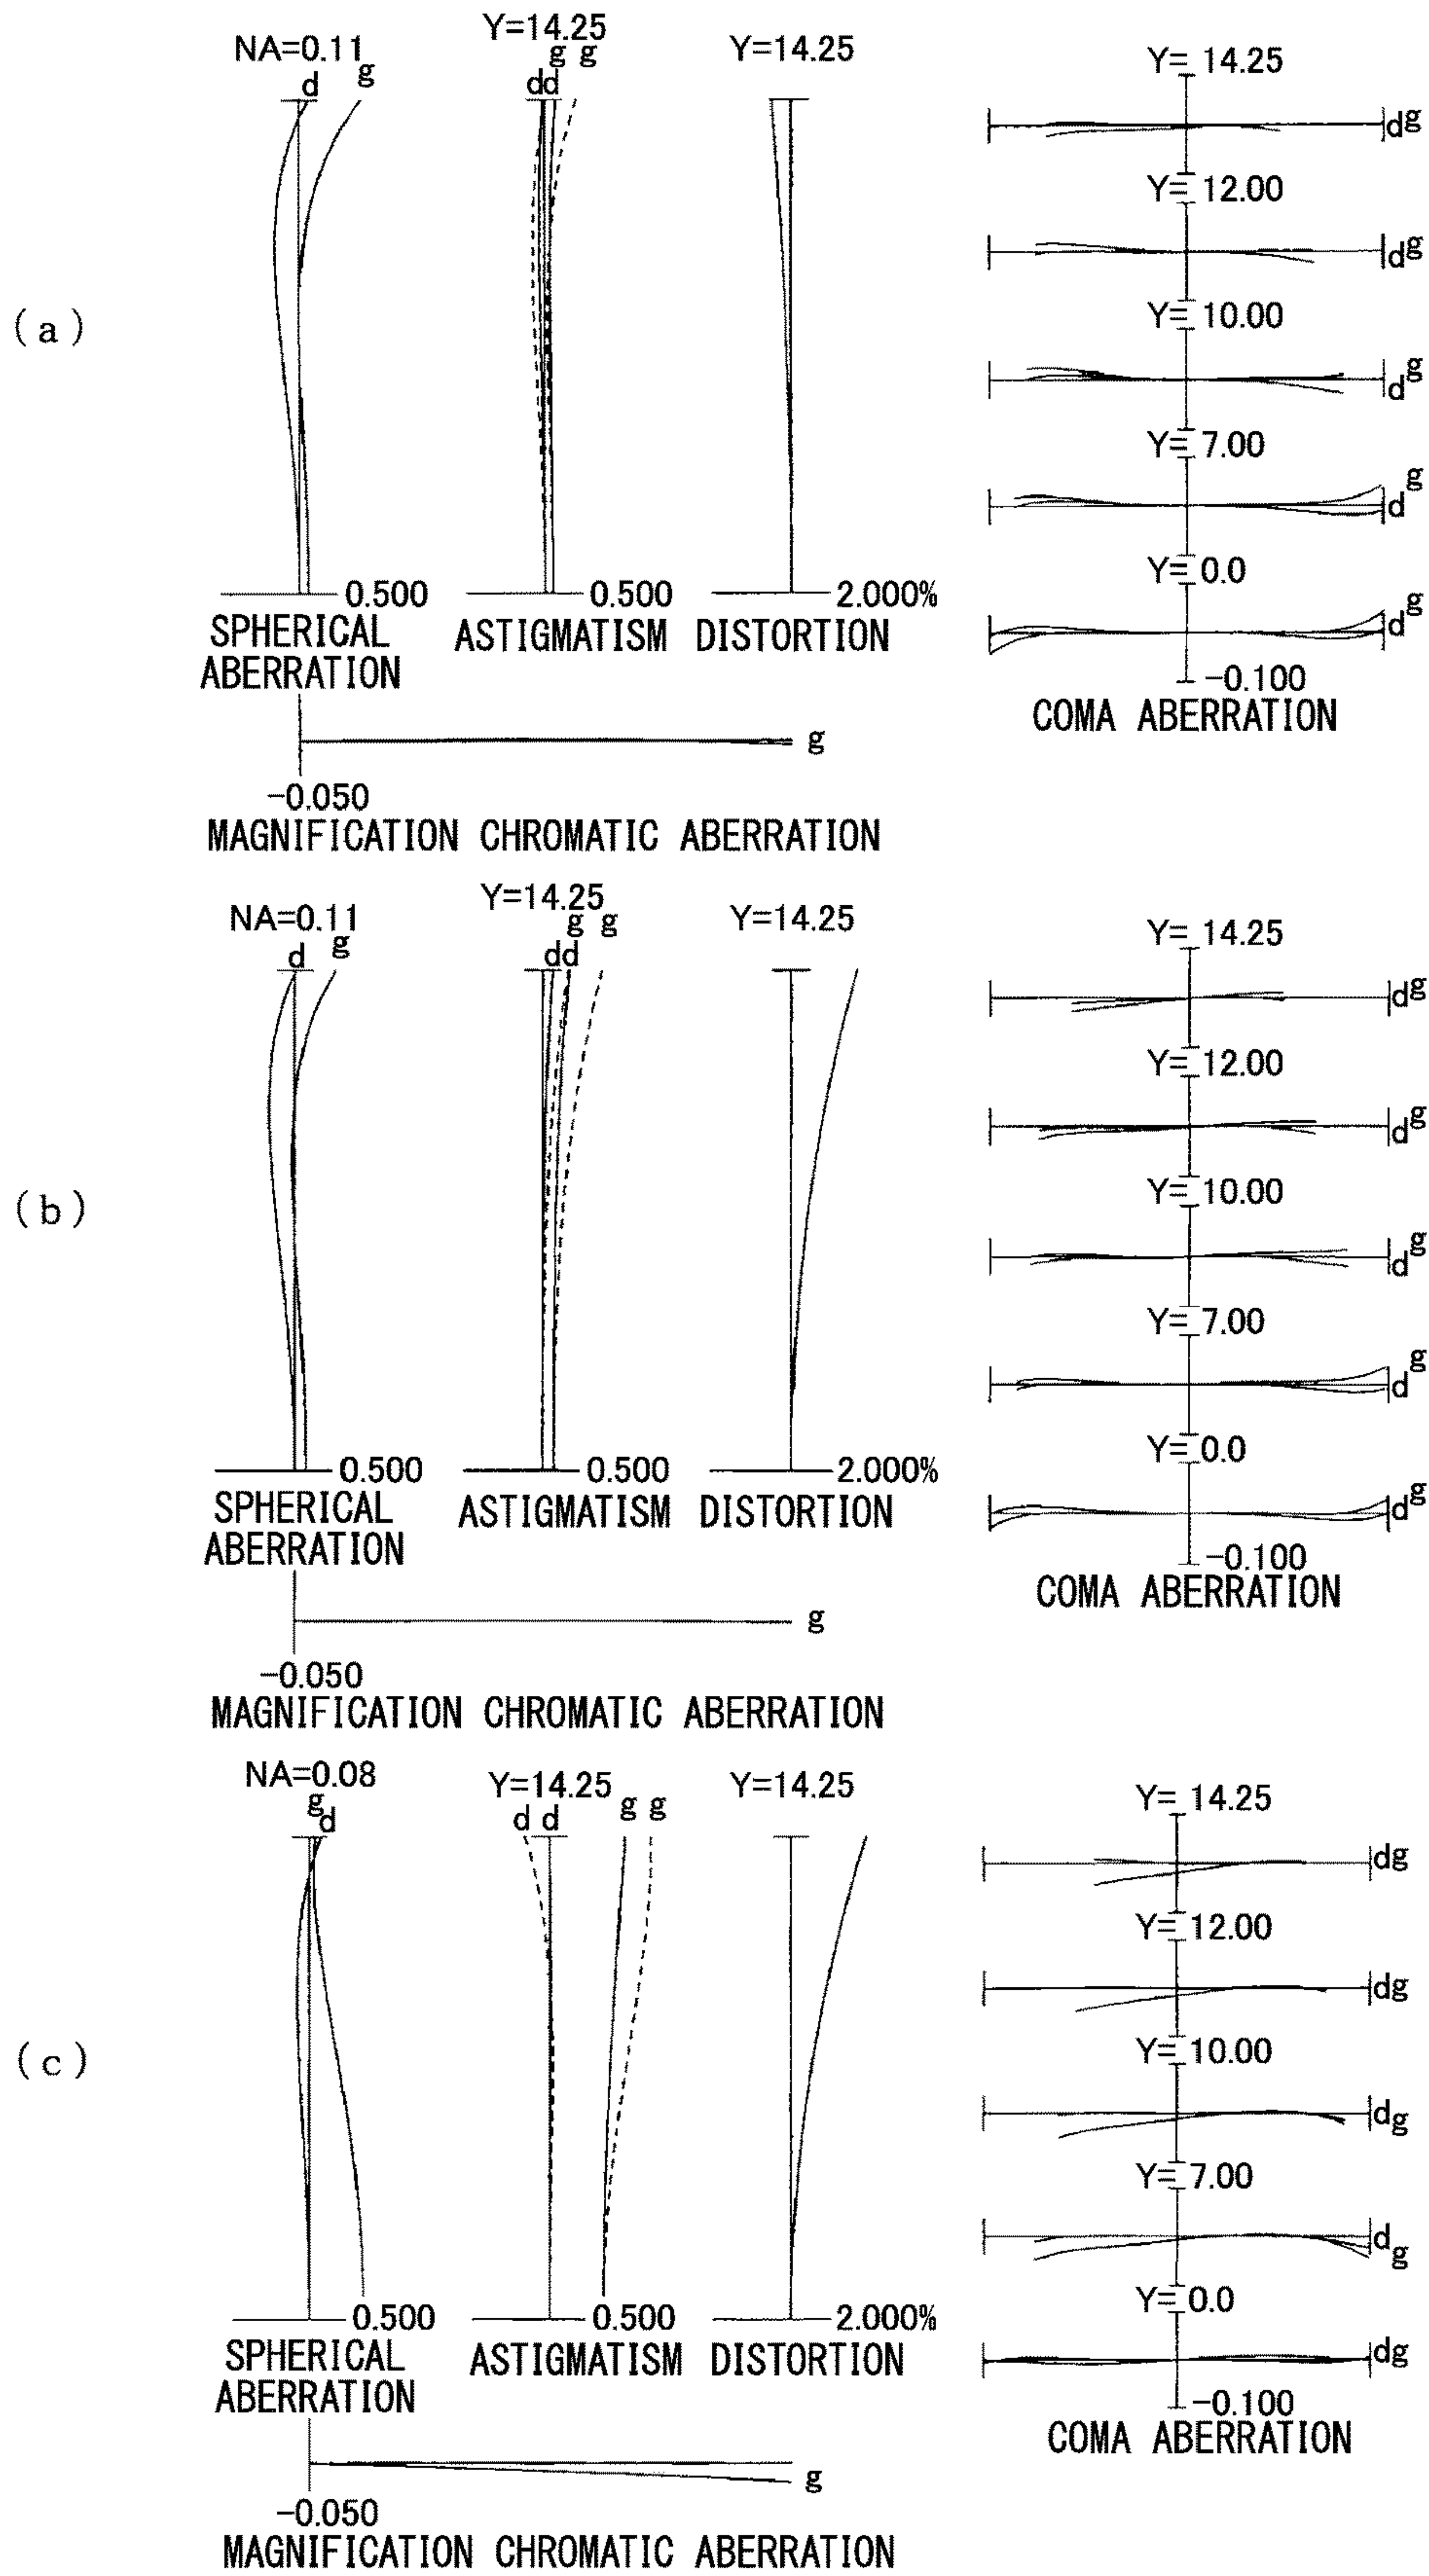 (a)
NA=0.11
d
g
0.500
SPHERICAL
ABERRATION
Y=14.25
g g
dd
0.500
ASTIGMATISM
Y=14.25
2.000%
DISTORTION
Y= 14.25
dg
Y= 12.00
dg
Y= 10.00
dg
Y= 7.00
dg
Y= 0.0
dg
-0.100
COMA ABERRATION
g
-0.050
MAGNIFICATION CHROMATIC ABERRATION
(b)
NA=0.11
d
g
0.500
SPHERICAL
ABERRATION
Y=14.25
g g
dd
0.500
ASTIGMATISM
Y=14.25
2.000%
DISTORTION
Y= 14.25
dg
Y= 12.00
dg
Y= 10.00
dg
Y= 7.00
dg
Y= 0.0
dg
-0.100
COMA ABERRATION
g
-0.050
MAGNIFICATION CHROMATIC ABERRATION
(c)
NA=0.08
g
d
0.500
SPHERICAL
ABERRATION
Y=14.25
d d g g
0.500
ASTIGMATISM
Y=14.25
2.000%
DISTORTION
Y= 14.25
dg
Y= 12.00
dg
Y= 10.00
dg
Y= 7.00
dg
Y= 0.0
dg
-0.100
COMA ABERRATION
g
-0.050
MAGNIFICATION CHROMATIC ABERRATION